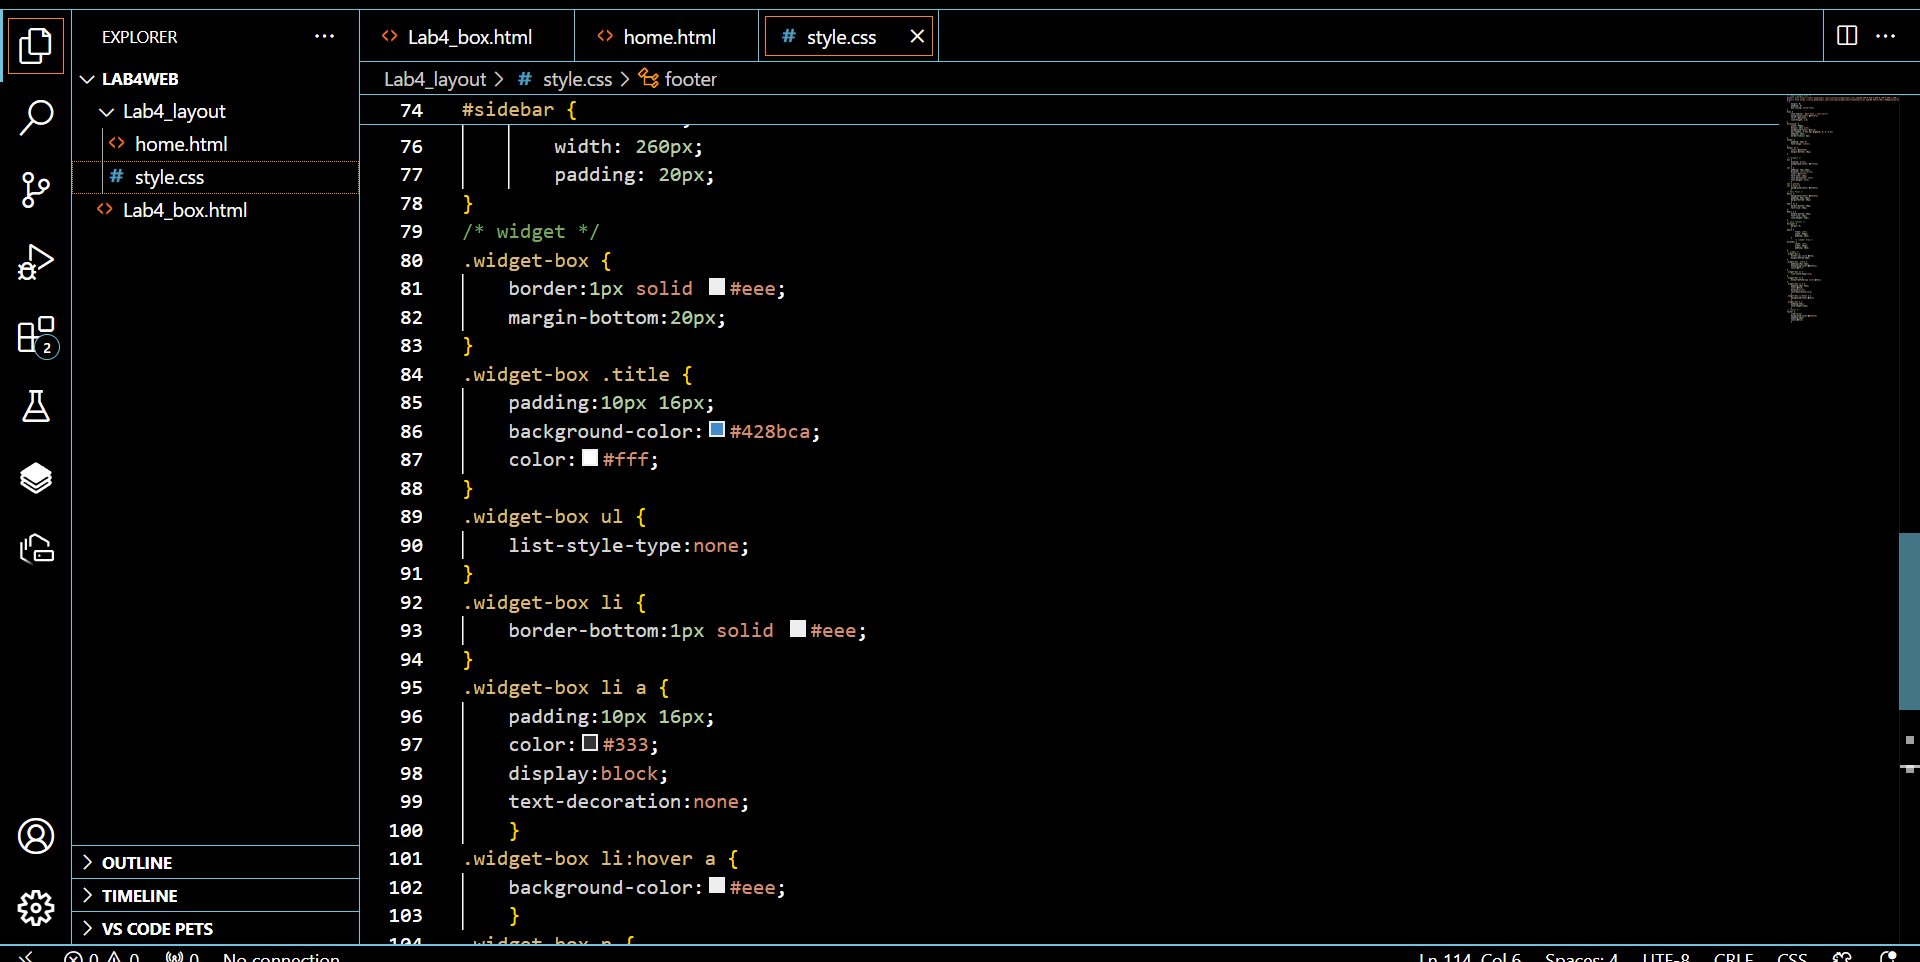 EXPLORER
LAB4WEB
Lab4_layout
home.html
# style.css
Lab4_box.html
2
OUTLINE
TIMELINE
VS CODE PETS
Lab4_box.html
home.html
# style.css
Lab4_layout > # style.css > footer
74 #sidebar {
76 width: 260px;
77 padding: 20px;
78 }
79 /* widget */
80 .widget-box {
81 border:1px solid #eee;
82 margin-bottom:20px;
83 }
84 .widget-box .title {
85 padding:10px 16px;
86 background-color:#428bca;
87 color:#fff;
88 }
89 .widget-box ul {
90 list-style-type:none;
91 }
92 .widget-box li {
93 border-bottom:1px solid #eee;
94 }
95 .widget-box li a {
96 padding:10px 16px;
97 color:#333;
98 display:block;
99 text-decoration:none;
100 }
101 .widget-box li:hover a {
102 background-color:#eee;
103 }
104 .widget-box p {
0 0 0 No connection Ln 114, Col 6 Spaces: 4 UTF-8 CRLF CSS